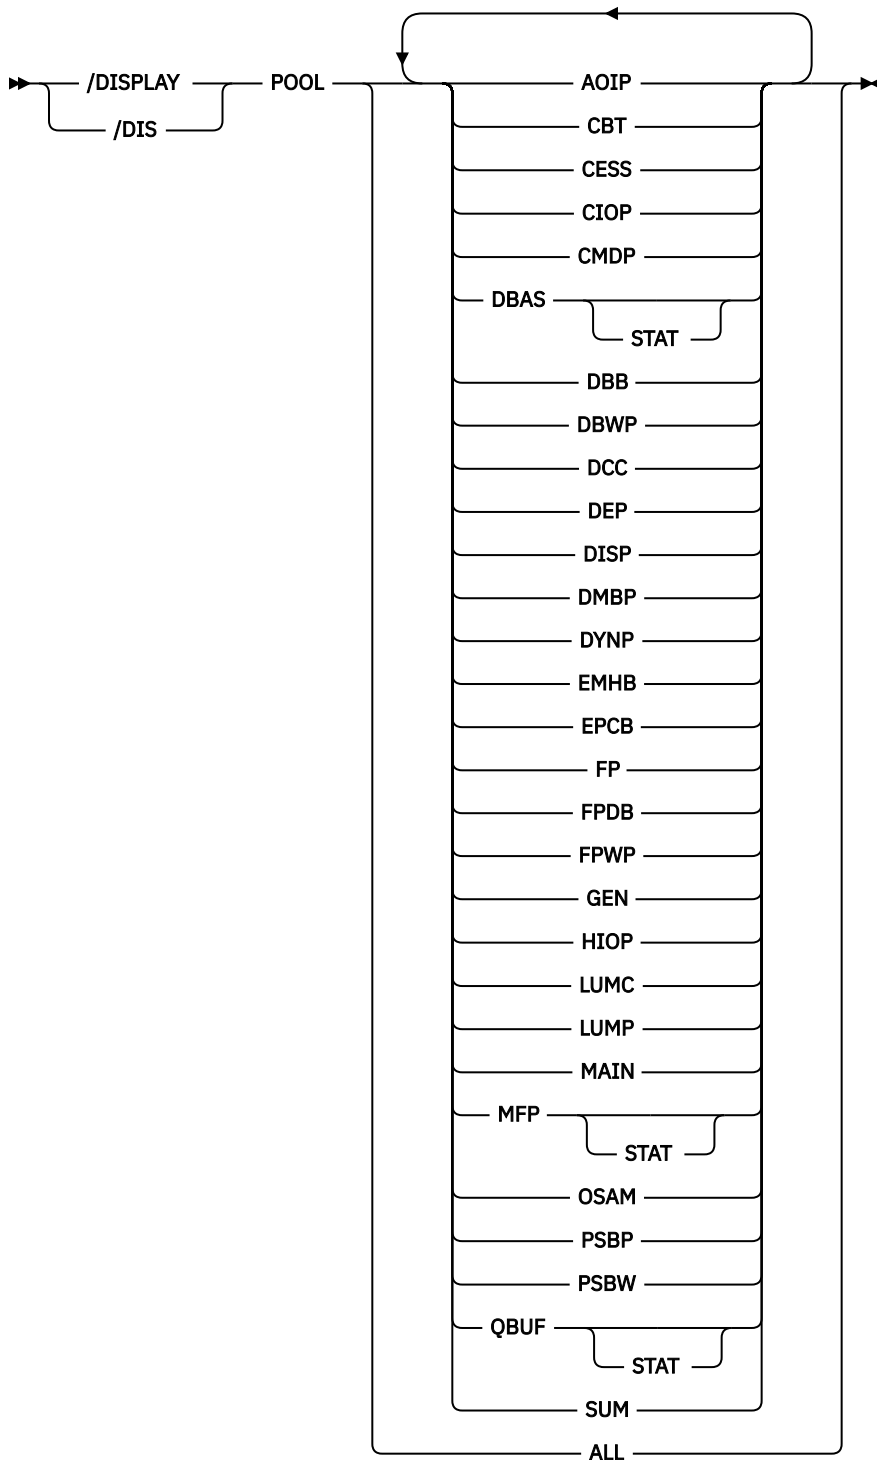 /DISPLAY POOL AOIP
/DIS
CBT
CESS
CIOP
CMDP
DBAS
STAT
DBB
DBWP
DCC
DEP
DISP
DMBP
DYNP
EMHB
EPCB
FP
FPDB
FPWP
GEN
HIOP
LUMC
LUMP
MAIN
MFP
STAT
OSAM
PSBP
PSBW
QBUF
STAT
SUM
ALL